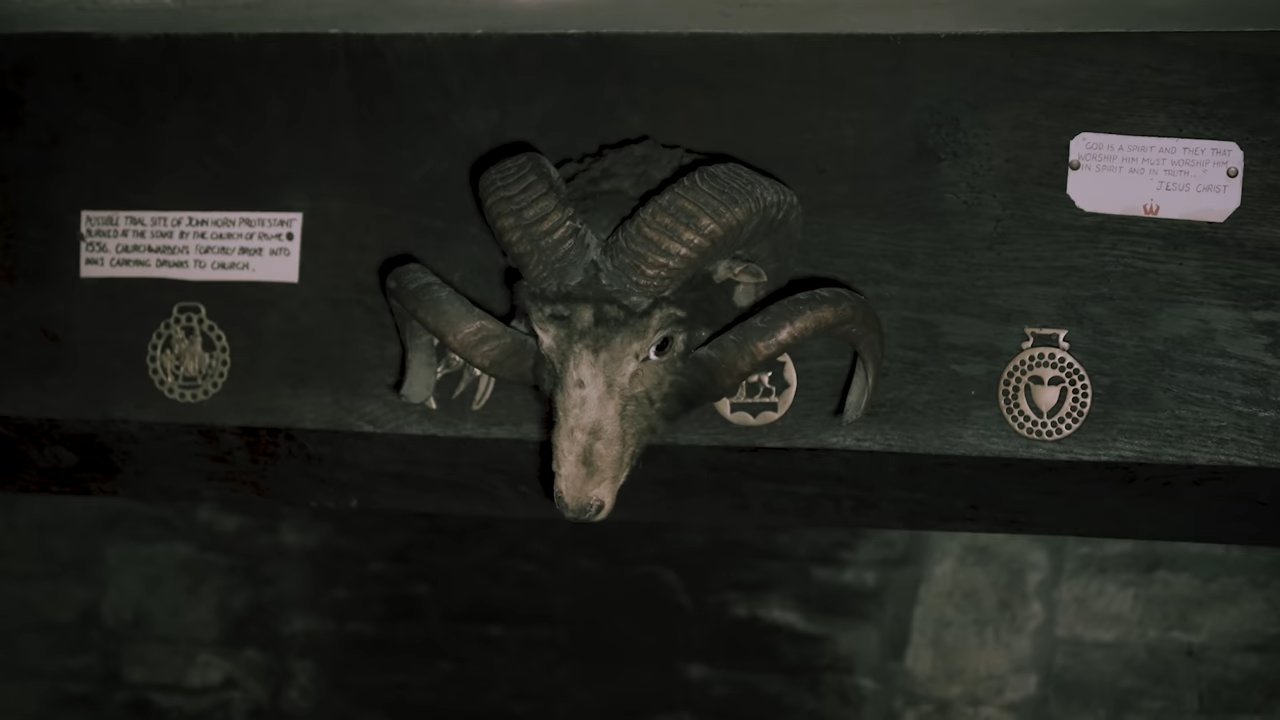 POSSIBLE TRIAL SITE OF JOHN HORN PROTESTANT
BURNED AT THE STAKE BY THE CHURCH OF ROME
1556. CHURCHWARDENS FORCIBLY BROKE INTO
INNS CARRYING DRUNKS TO CHURCH.
"GOD IS A SPIRIT AND THEY THAT
WORSHIP HIM MUST WORSHIP HIM
IN SPIRIT AND IN TRUTH..."
JESUS CHRIST